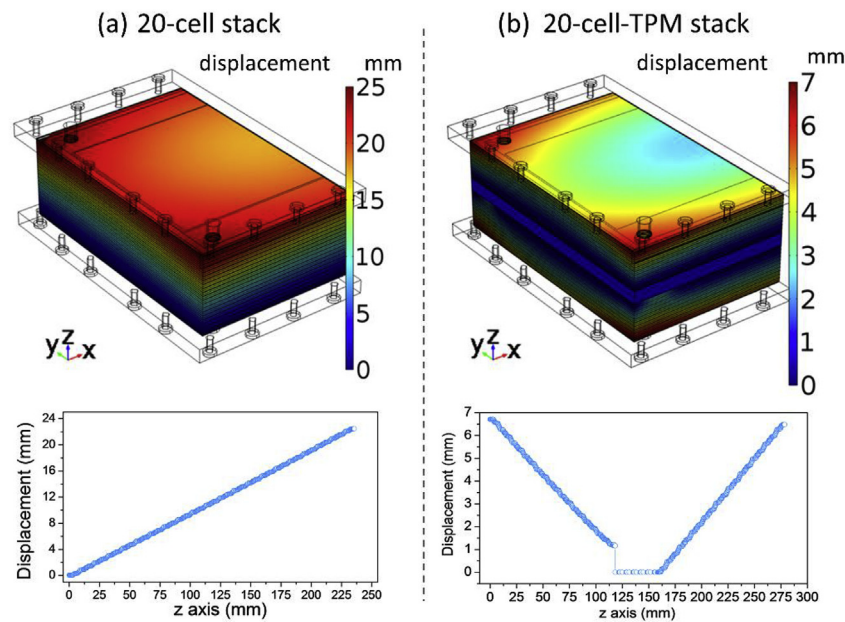 (a) 20-cell stack
displacement mm
25
20
15
10
5
0
y z x
24
20
16
12
8
4
0
Displacement (mm)
0 25 50 75 100 125 150 175 200 225 250
z axis (mm)
(b) 20-cell-TPM stack
displacement mm
7
6
5
4
3
2
1
0
y z x
7
6
5
4
3
2
1
0
Displacement (mm)
0 25 50 75 100 125 150 175 200 225 250 275 300
z axis (mm)